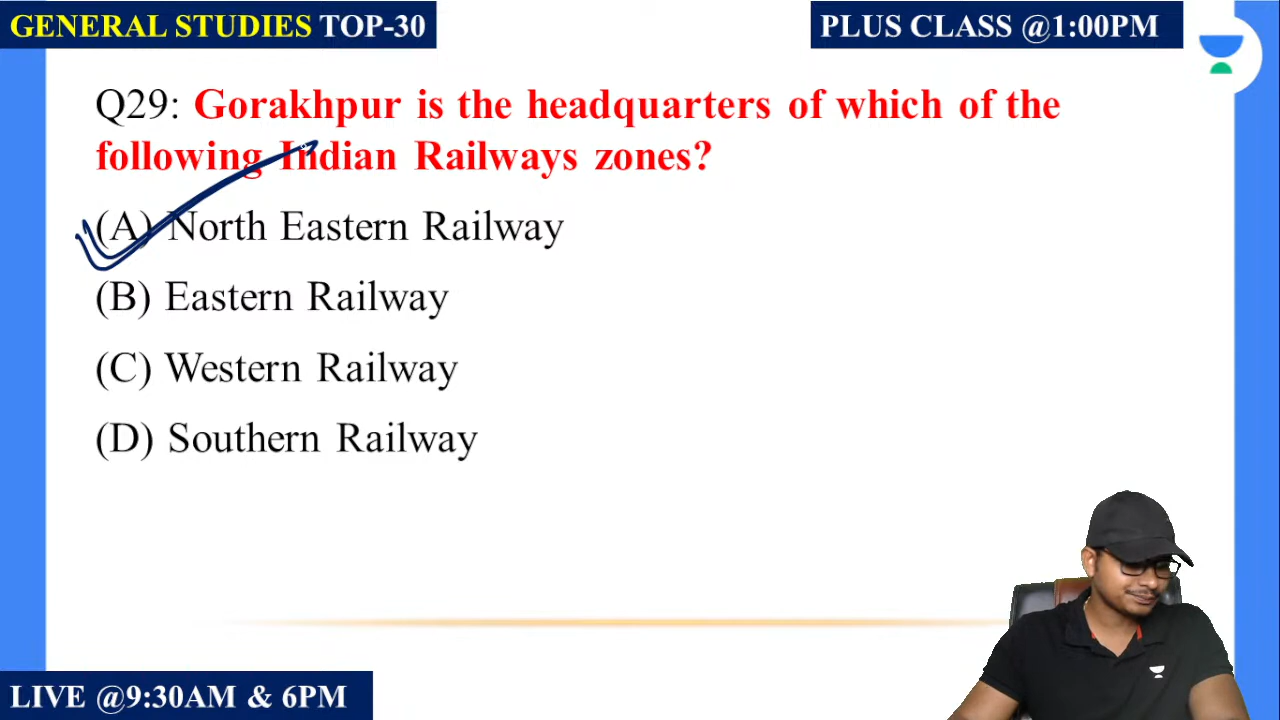 GENERAL STUDIES TOP-30
PLUS CLASS @1:00PM
Q29: Gorakhpur is the headquarters of which of the
following Indian Railways zones?
(A) North Eastern Railway
(B) Eastern Railway
(C) Western Railway
(D) Southern Railway
LIVE @9:30AM & 6PM